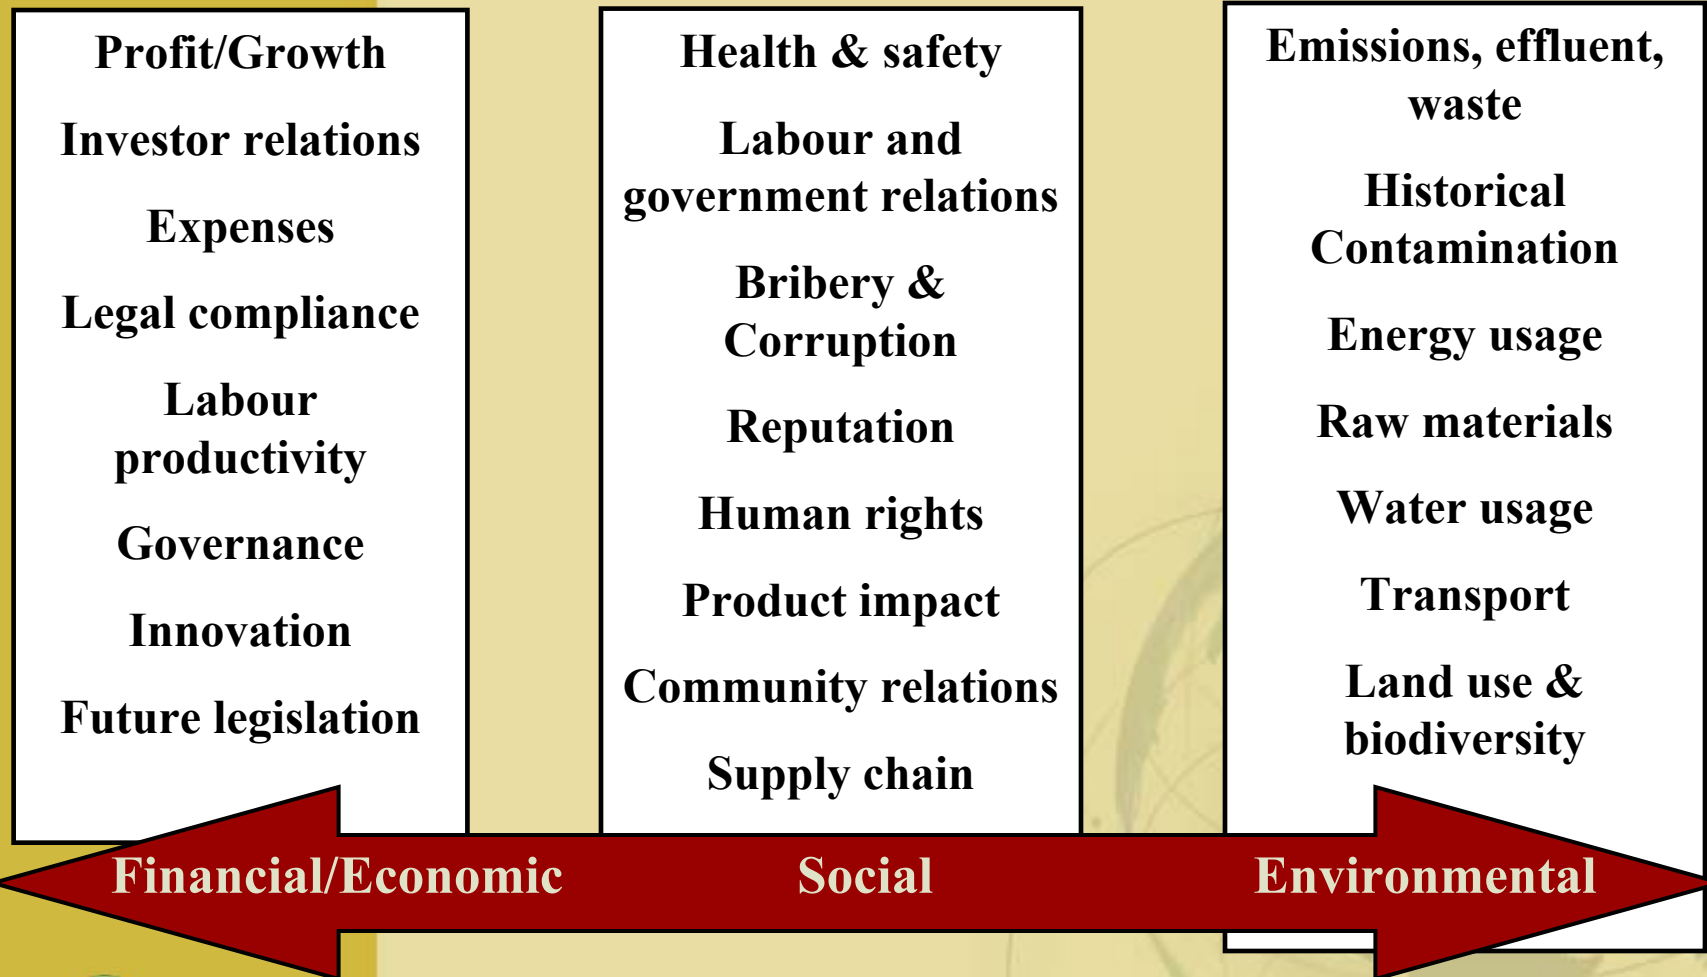 Profit/Growth
Investor relations
Expenses
Legal compliance
Labour
productivity
Governance
Innovation
Future legislation
Health & safety
Labour and
government relations
Bribery &
Corruption
Reputation
Human rights
Product impact
Community relations
Supply chain
Emissions, effluent,
waste
Historical
Contamination
Energy usage
Raw materials
Water usage
Transport
Land use &
biodiversity
Financial/Economic
Social
Environmental